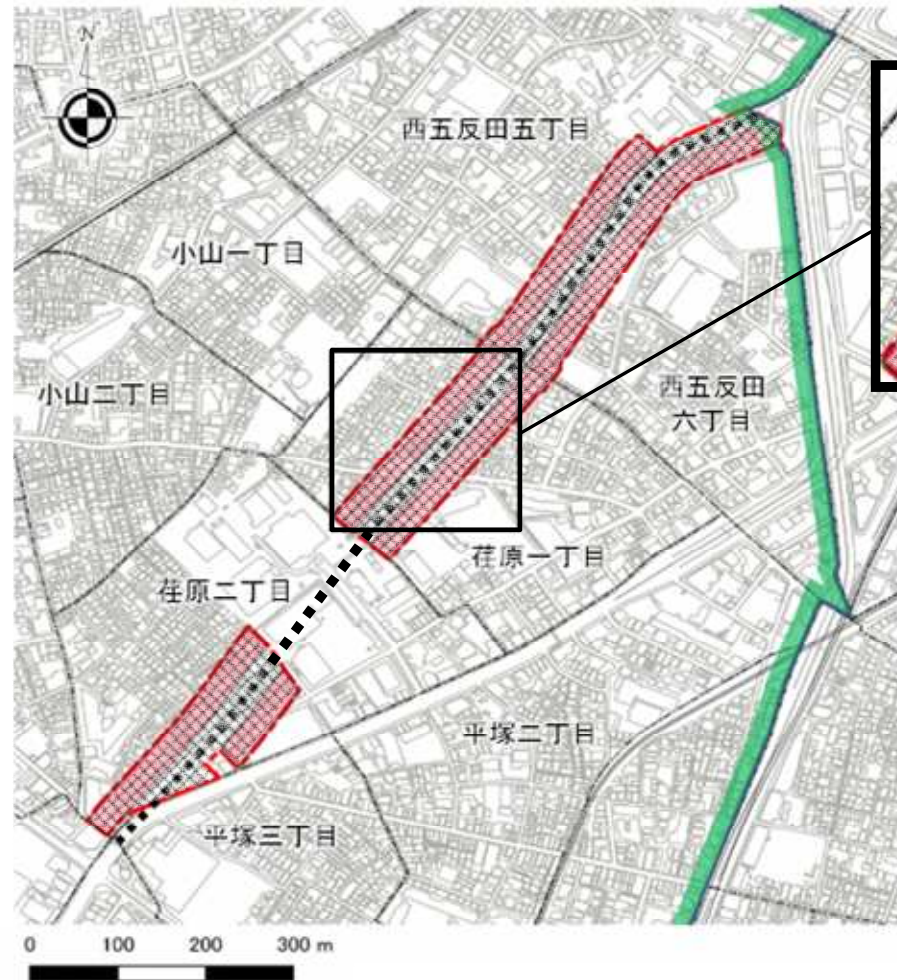 N
西五反田五丁目
小山一丁目
小山二丁目
西五反田
六丁目
荏原一丁目
荏原二丁目
平塚二丁目
平塚三丁目
0 100 200 300 m